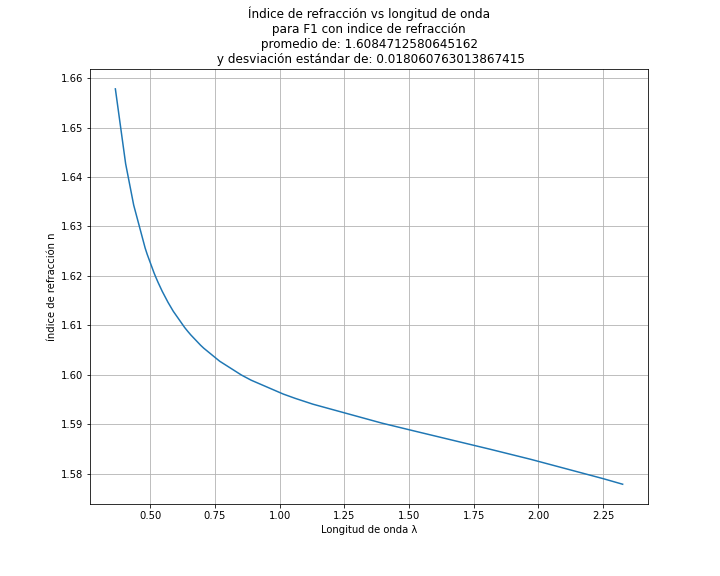 Índice de refracción vs longitud de onda
para F1 con indice de refracción
promedio de: 1.6084712580645162
y desviación estándar de: 0.018060763013867415
1.66
1.65
1.64
1.63
1.62
1.61
1.60
1.59
1.58
Índice de refracción n
0.50 0.75 1.00 1.25 1.50 1.75 2.00 2.25
Longitud de onda λ